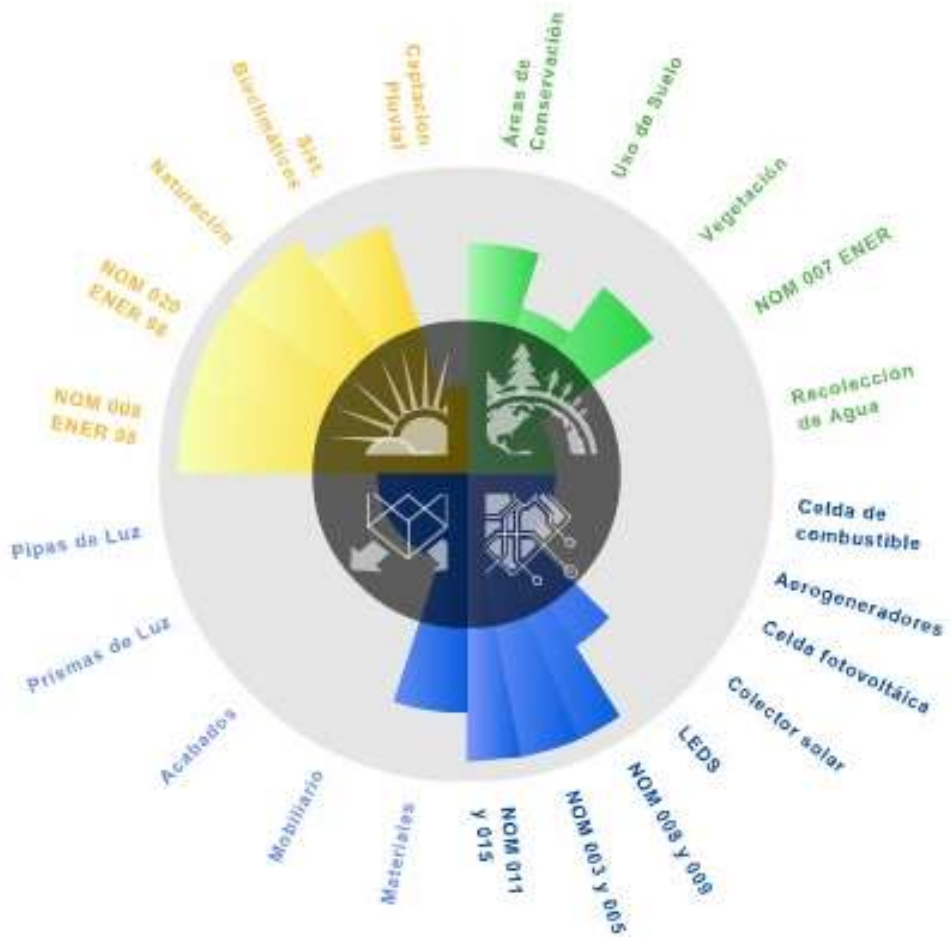 Áreas de
Conservación
Uso de Suelo
Vegetación
NOM 007 ENER
Recolección
de Agua
Celda de
combustible
Aerogeneradores
Celda fotovoltáica
Colector solar
LEDS
NOM 008 y 009
NOM 003 y 005
NOM 011
y 015
Materiales
Mobiliario
Acabados
Prismas de Luz
Pipas de Luz
NOM 008
ENER 98
NOM 020
ENER 98
Naturación
Sist.
Bioclimáticos
Captación
Pluvial